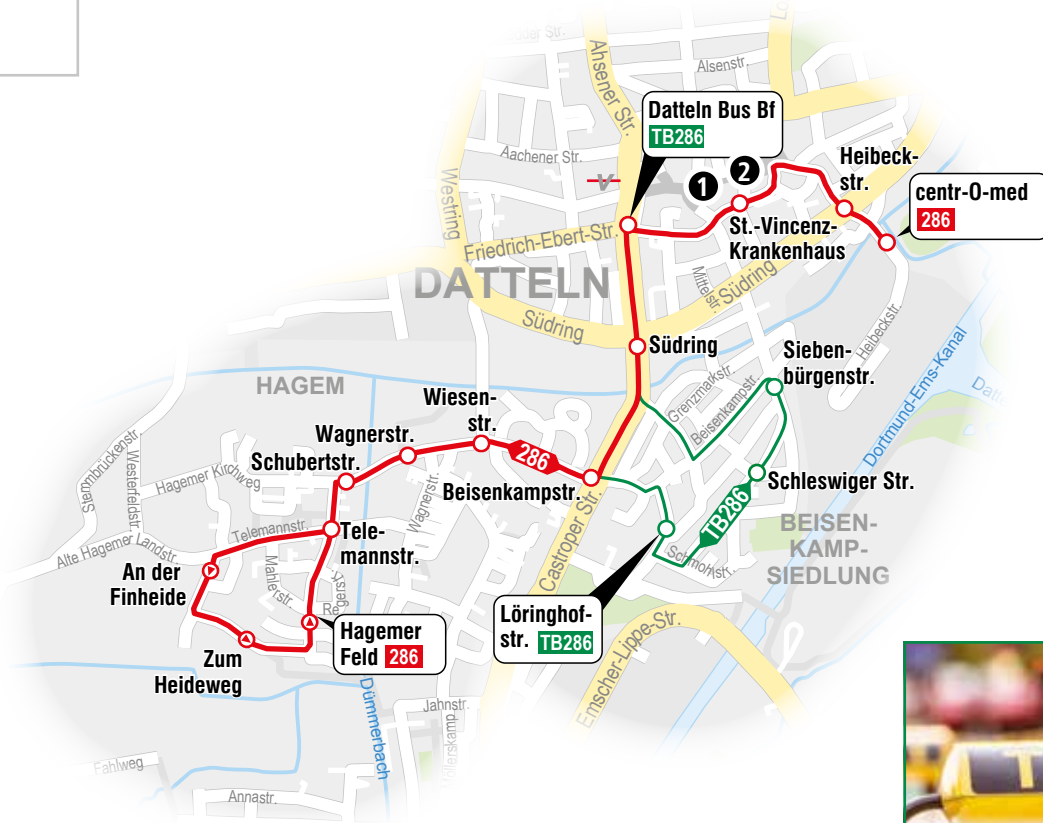 Ahsener Str.
Alsenstr.
Datteln Bus Bf
TB286
Aachener Str.
Westring
1
2
Heibeck-
str.
centr-O-med
286
St.-Vincenz-
Krankenhaus
Friedrich-Ebert-Str.
DATTELN
Mittelstr.
Südring
Südring
Südring
Heibeckstr.
Sieben-
bürgenstr.
Grenzmarkstr.
Beisenkampstr.
Dortmund-Ems-Kanal
HAGEM
Wiesen-
str.
Wagnerstr.
Schubertstr.
286
Beisenkampstr.
Schleswiger Str.
TB286
BEISEN-
KAMP-
SIEDLUNG
Steinbrückenstr.
Westerfeldstr.
Hagemer Kirchweg
Wagnerstr.
Telemannstr.
Tele-
mannstr.
Alte Hagemer Landstr.
Castroper Str.
Schmohlstr.
An der
Finheide
Mahlerstr.
Hagemer
Feld 286
Löringhof-
str. TB286
Zum
Heideweg
Emscher-Lippe-Str.
Dümmerbach
Jahnstr.
Fahlweg
Annastr.